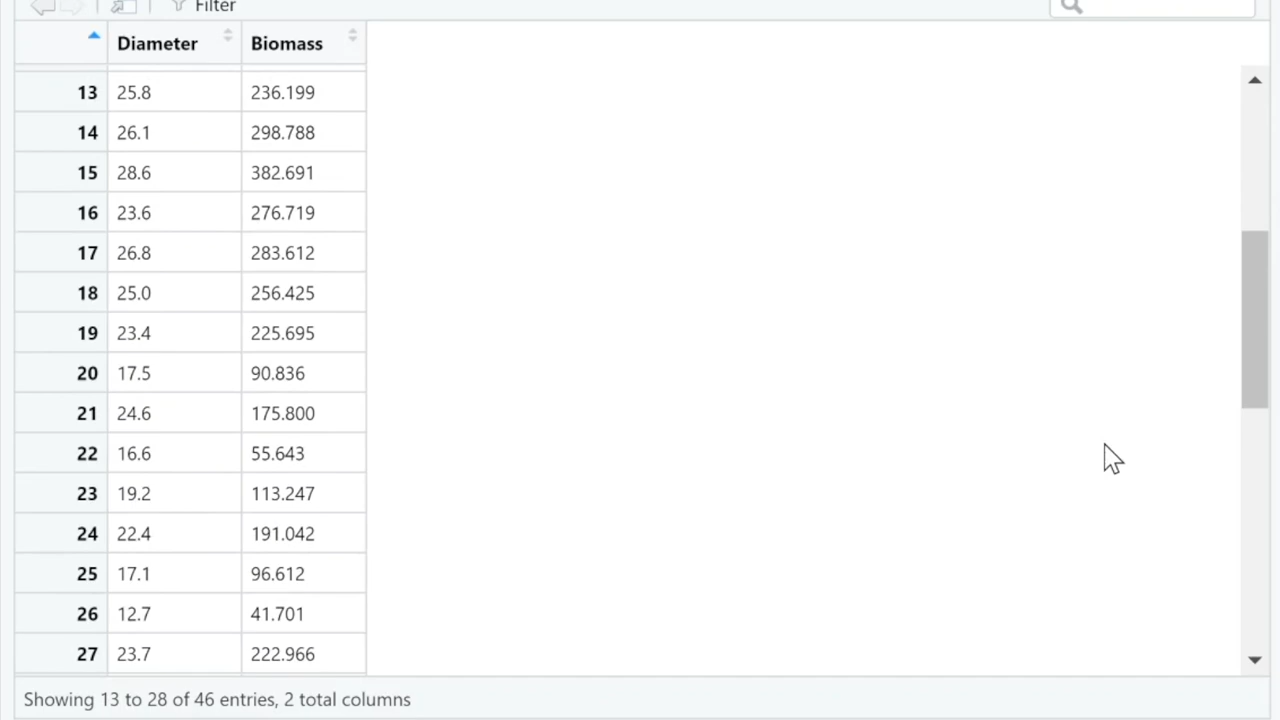 Filter
Diameter Biomass
13 25.8 236.199
14 26.1 298.788
15 28.6 382.691
16 23.6 276.719
17 26.8 283.612
18 25.0 256.425
19 23.4 225.695
20 17.5 90.836
21 24.6 175.800
22 16.6 55.643
23 19.2 113.247
24 22.4 191.042
25 17.1 96.612
26 12.7 41.701
27 23.7 222.966
Showing 13 to 28 of 46 entries, 2 total columns